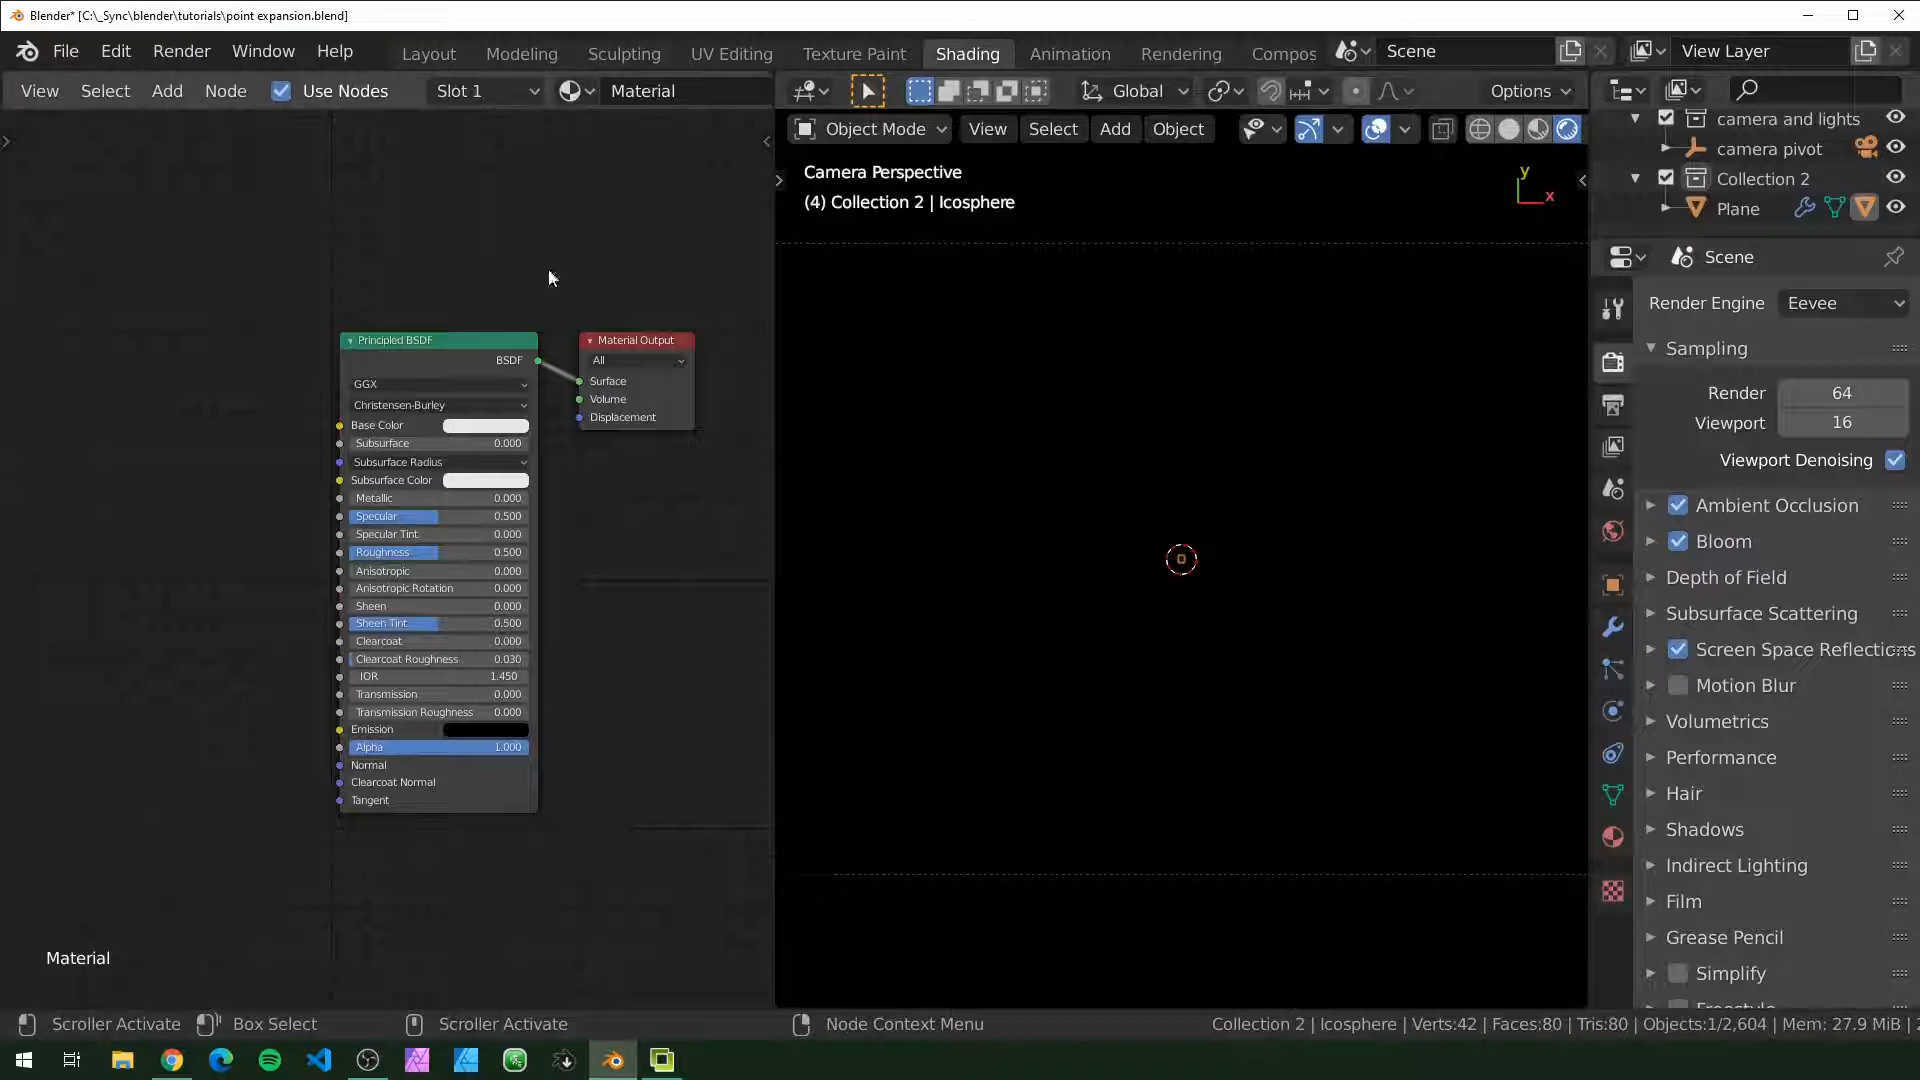 Blender* [C:\_Sync\blender\tutorials\point expansion.blend]
File Edit Render Window Help Layout Modeling Sculpting UV Editing Texture Paint Shading Animation Rendering Compos Scene View Layer
View Select Add Node Use Nodes Slot 1 Material
Global Options
Object Mode View Select Add Object
Camera Perspective
(4) Collection 2 | Icosphere
y
x
camera and lights
camera pivot
Collection 2
Plane
Scene
Render Engine Eevee
Sampling
Render 64
Viewport 16
Viewport Denoising
Ambient Occlusion
Bloom
Depth of Field
Subsurface Scattering
Screen Space Reflections
Motion Blur
Volumetrics
Performance
Hair
Shadows
Indirect Lighting
Film
Grease Pencil
Simplify
Principled BSDF
BSDF
GGX
Christensen-Burley
Base Color
Subsurface 0.000
Subsurface Radius
Subsurface Color
Metallic 0.000
Specular 0.500
Specular Tint 0.000
Roughness 0.500
Anisotropic 0.000
Anisotropic Rotation 0.000
Sheen 0.000
Sheen Tint 0.500
Clearcoat 0.000
Clearcoat Roughness 0.030
IOR 1.450
Transmission 0.000
Transmission Roughness 0.000
Emission
Alpha 1.000
Normal
Clearcoat Normal
Tangent
Material Output
All
Surface
Volume
Displacement
Material
Scroller Activate Box Select Scroller Activate Node Context Menu Collection 2 | Icosphere | Verts:42 | Faces:80 | Tris:80 | Objects:1/2,604 | Mem: 27.9 MiB |